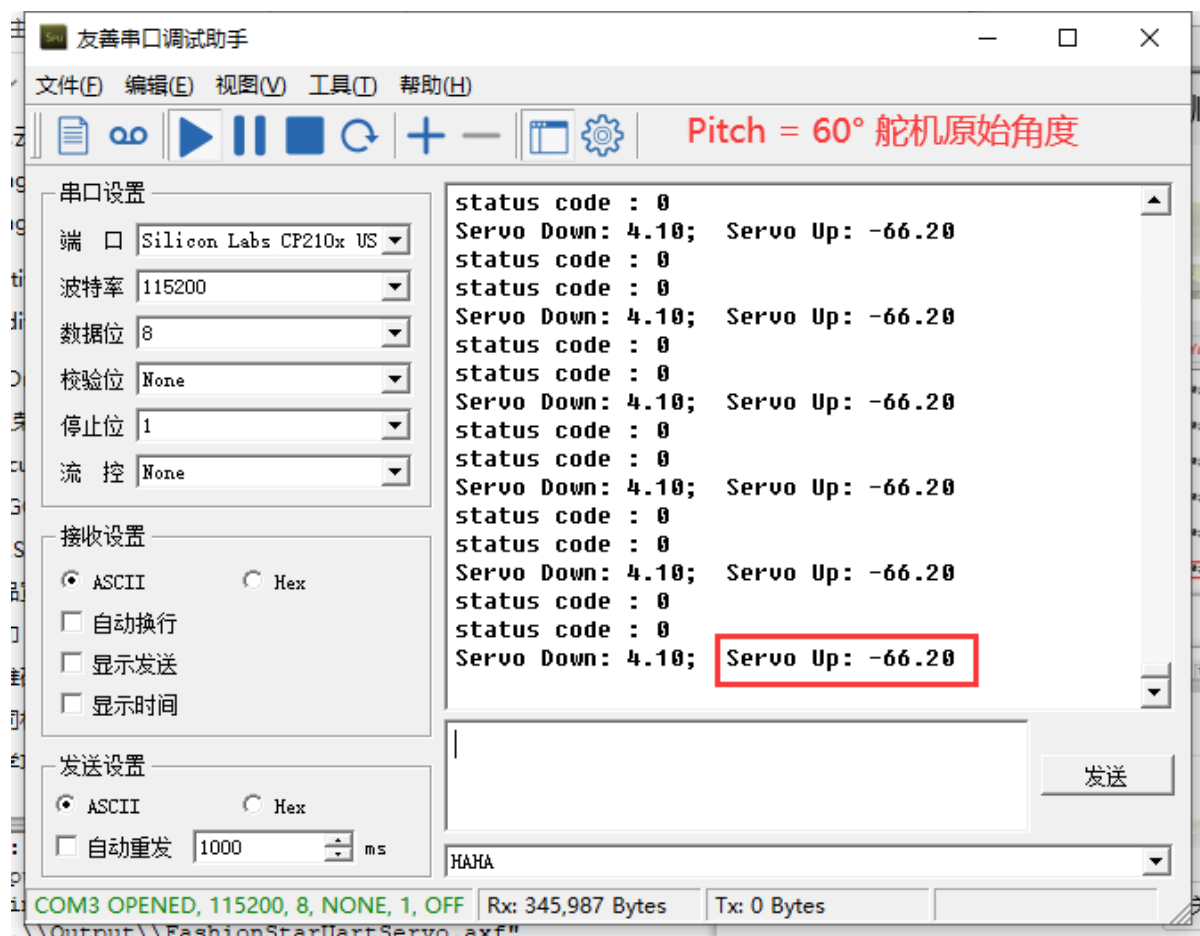 友善串口调试助手
文件(F) 编辑(E) 视图(V) 工具(T) 帮助(H)
Pitch = 60° 舵机原始角度
串口设置
端 口 Silicon Labs CP210x US
波特率 115200
数据位 8
校验位 None
停止位 1
流 控 None
接收设置
ASCII Hex
自动换行
显示发送
显示时间
发送设置
ASCII Hex
自动重发 1000 ms
status code : 0
Servo Down: 4.10; Servo Up: -66.20
status code : 0
status code : 0
Servo Down: 4.10; Servo Up: -66.20
status code : 0
status code : 0
Servo Down: 4.10; Servo Up: -66.20
status code : 0
status code : 0
Servo Down: 4.10; Servo Up: -66.20
status code : 0
status code : 0
Servo Down: 4.10; Servo Up: -66.20
status code : 0
status code : 0
Servo Down: 4.10; Servo Up: -66.20
发送
HAHA
COM3 OPENED, 115200, 8, NONE, 1, OFF Rx: 345,987 Bytes Tx: 0 Bytes
\\Output\\FashionStarUartServo.axf"